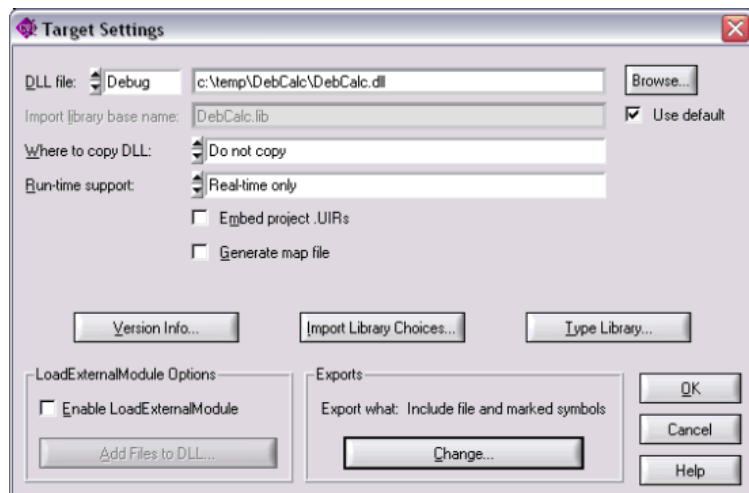 Target Settings
DLL file: Debug c:\temp\DebCalc\DebCalc.dll Browse...
Import library base name: DebCalc.lib Use default
Where to copy DLL: Do not copy
Run-time support: Real-time only
Embed project .UIRs
Generate map file
Version Info... Import Library Choices... Type Library...
LoadExternalModule Options Exports
OK
Enable LoadExternalModule Export what: Include file and marked symbols
Cancel
Add Files to DLL... Change...
Help